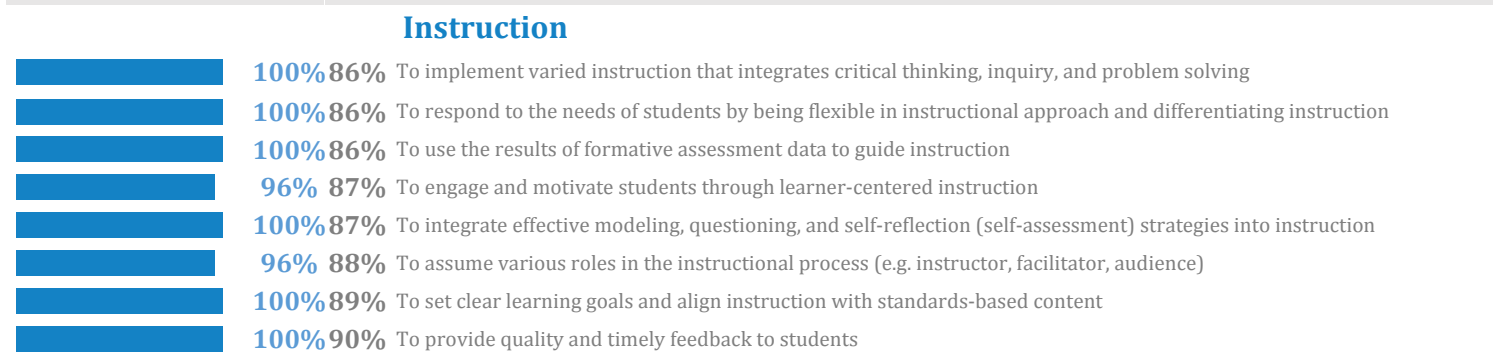 Instruction
100% 86% To implement varied instruction that integrates critical thinking, inquiry, and problem solving
100% 86% To respond to the needs of students by being flexible in instructional approach and differentiating instruction
100% 86% To use the results of formative assessment data to guide instruction
96% 87% To engage and motivate students through learner-centered instruction
100% 87% To integrate effective modeling, questioning, and self-reflection (self-assessment) strategies into instruction
96% 88% To assume various roles in the instructional process (e.g. instructor, facilitator, audience)
100% 89% To set clear learning goals and align instruction with standards-based content
100% 90% To provide quality and timely feedback to students